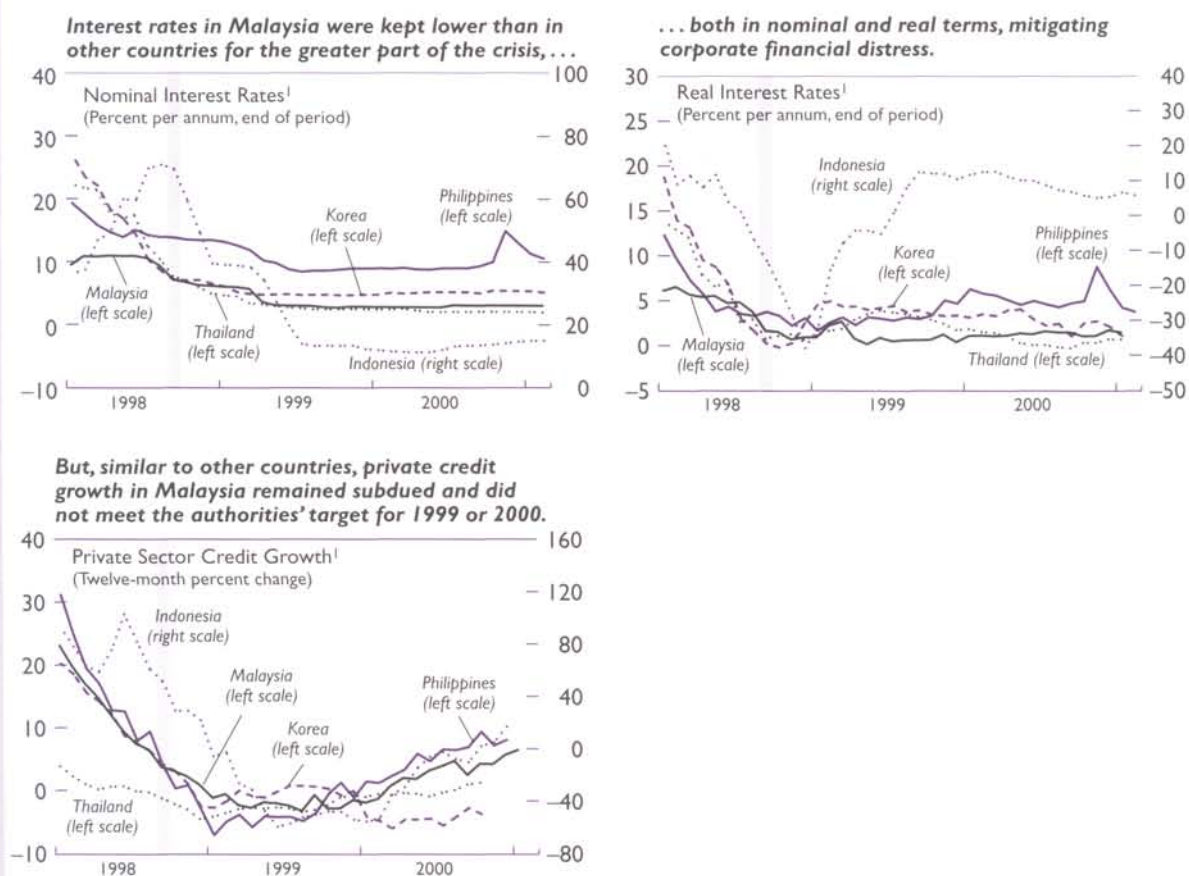 Interest rates in Malaysia were kept lower than in
other countries for the greater part of the crisis, . . .
40
100
Nominal Interest Rates1
(Percent per annum, end of period)
30
80
20
60
10
40
0
20
−10
0
Korea
(left scale)
Philippines
(left scale)
Malaysia
(left scale)
Thailand
(left scale)
Indonesia (right scale)
1998
1999
2000
. . . both in nominal and real terms, mitigating
corporate financial distress.
30
40
Real Interest Rates1
(Percent per annum, end of period)
30
25
20
20
10
15
0
10
−10
5
−20
0
−30
−40
−5
−50
Indonesia
(right scale)
Korea
(left scale)
Philippines
(left scale)
Malaysia
(left scale)
Thailand (left scale)
1998
1999
2000
But, similar to other countries, private credit
growth in Malaysia remained subdued and did
not meet the authorities' target for 1999 or 2000.
40
160
Private Sector Credit Growth1
(Twelve-month percent change)
30
120
20
80
10
40
0
0
−40
−10
−80
Indonesia
(right scale)
Malaysia
(left scale)
Korea
(left scale)
Philippines
(left scale)
Thailand
(left scale)
1998
1999
2000